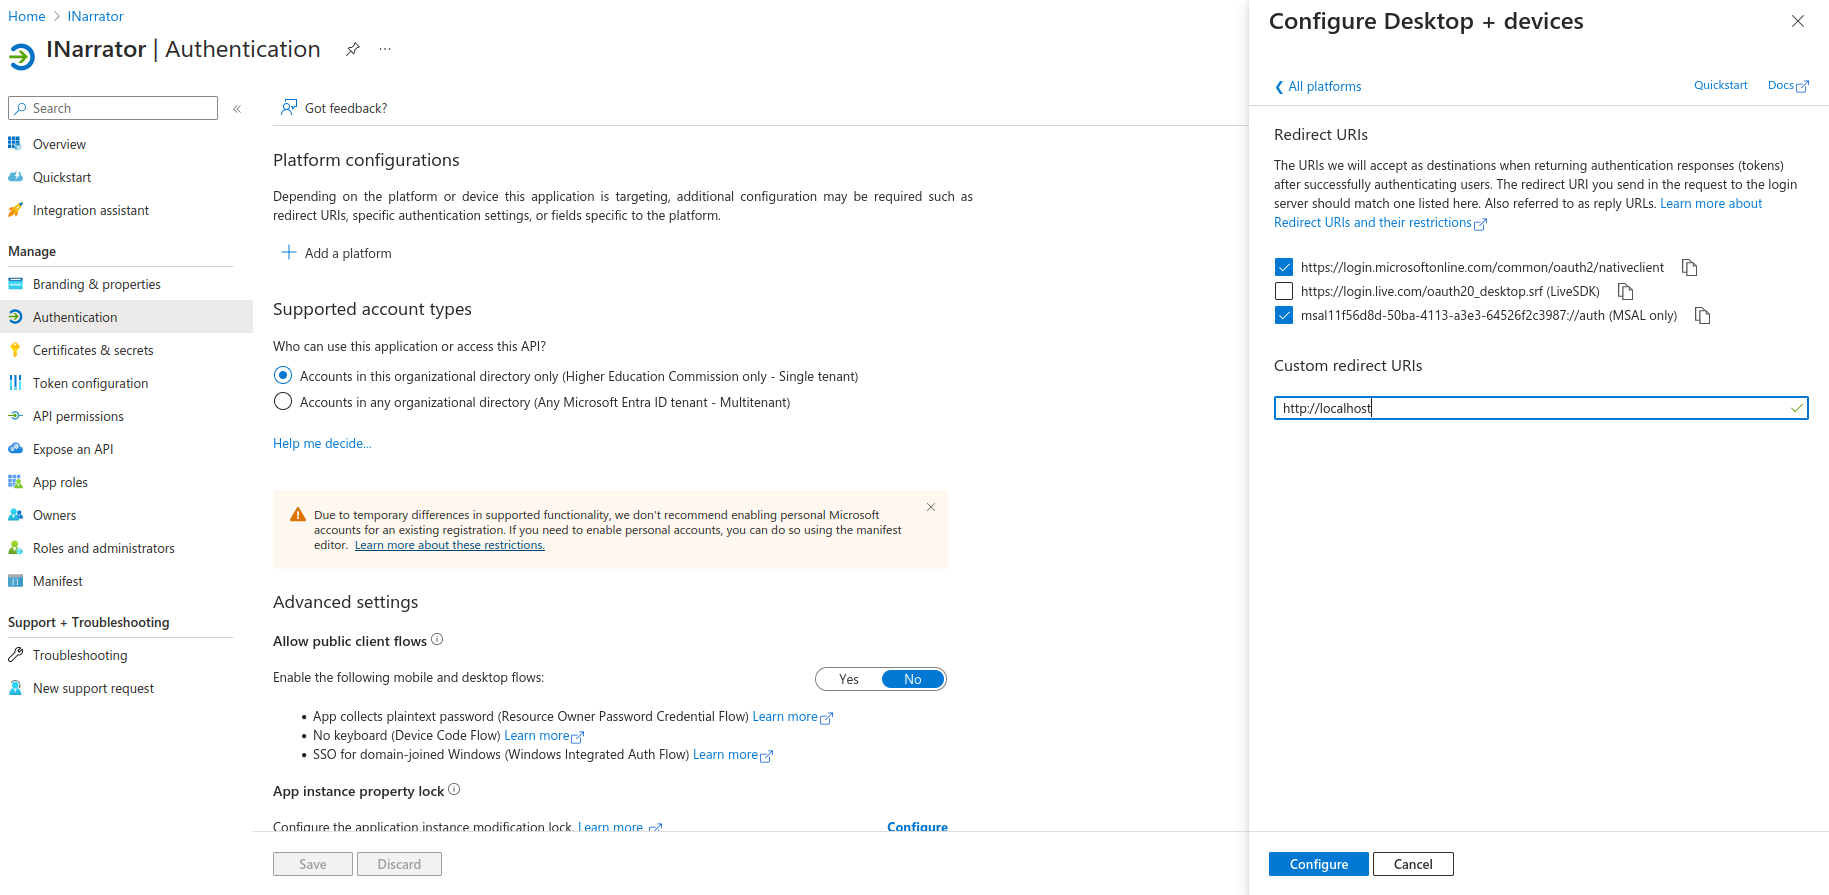 Home > INarrator
INarrator | Authentication
...
Search
«
Overview
Quickstart
Integration assistant
Manage
Branding & properties
Authentication
Certificates & secrets
Token configuration
API permissions
Expose an API
App roles
Owners
Roles and administrators
Manifest
Support + Troubleshooting
Troubleshooting
New support request
Got feedback?
Platform configurations
Depending on the platform or device this application is targeting, additional configuration may be required such as
redirect URIs, specific authentication settings, or fields specific to the platform.
Add a platform
Supported account types
Who can use this application or access this API?
Accounts in this organizational directory only (Higher Education Commission only - Single tenant)
Accounts in any organizational directory (Any Microsoft Entra ID tenant - Multitenant)
Help me decide...
Due to temporary differences in supported functionality, we don't recommend enabling personal Microsoft
accounts for an existing registration. If you need to enable personal accounts, you can do so using the manifest
editor. Learn more about these restrictions.
Advanced settings
Allow public client flows
Enable the following mobile and desktop flows:
Yes No
• App collects plaintext password (Resource Owner Password Credential Flow) Learn more
• No keyboard (Device Code Flow) Learn more
• SSO for domain-joined Windows (Windows Integrated Auth Flow) Learn more
App instance property lock
Configure the application instance modification lock. Learn more
Configure
Save Discard
Configure Desktop + devices
All platforms
Quickstart Docs
Redirect URIs
The URIs we will accept as destinations when returning authentication responses (tokens)
after successfully authenticating users. The redirect URI you send in the request to the login
server should match one listed here. Also referred to as reply URLs. Learn more about
Redirect URIs and their restrictions
https://login.microsoftonline.com/common/oauth2/nativeclient
https://login.live.com/oauth20_desktop.srf (LiveSDK)
msal11f56d8d-50ba-4113-a3e3-64526f2c3987://auth (MSAL only)
Custom redirect URIs
http://localhost
Configure Cancel